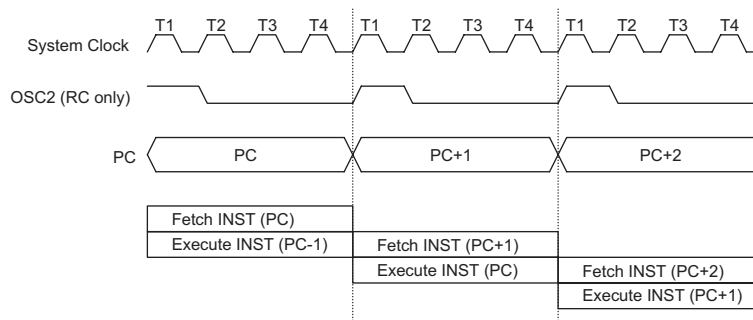 T1 T2 T3 T4 T1 T2 T3 T4 T1 T2 T3 T4
System Clock
OSC2 (RC only)
PC PC PC+1 PC+2
Fetch INST (PC)
Execute INST (PC-1) Fetch INST (PC+1)
Execute INST (PC) Fetch INST (PC+2)
Execute INST (PC+1)